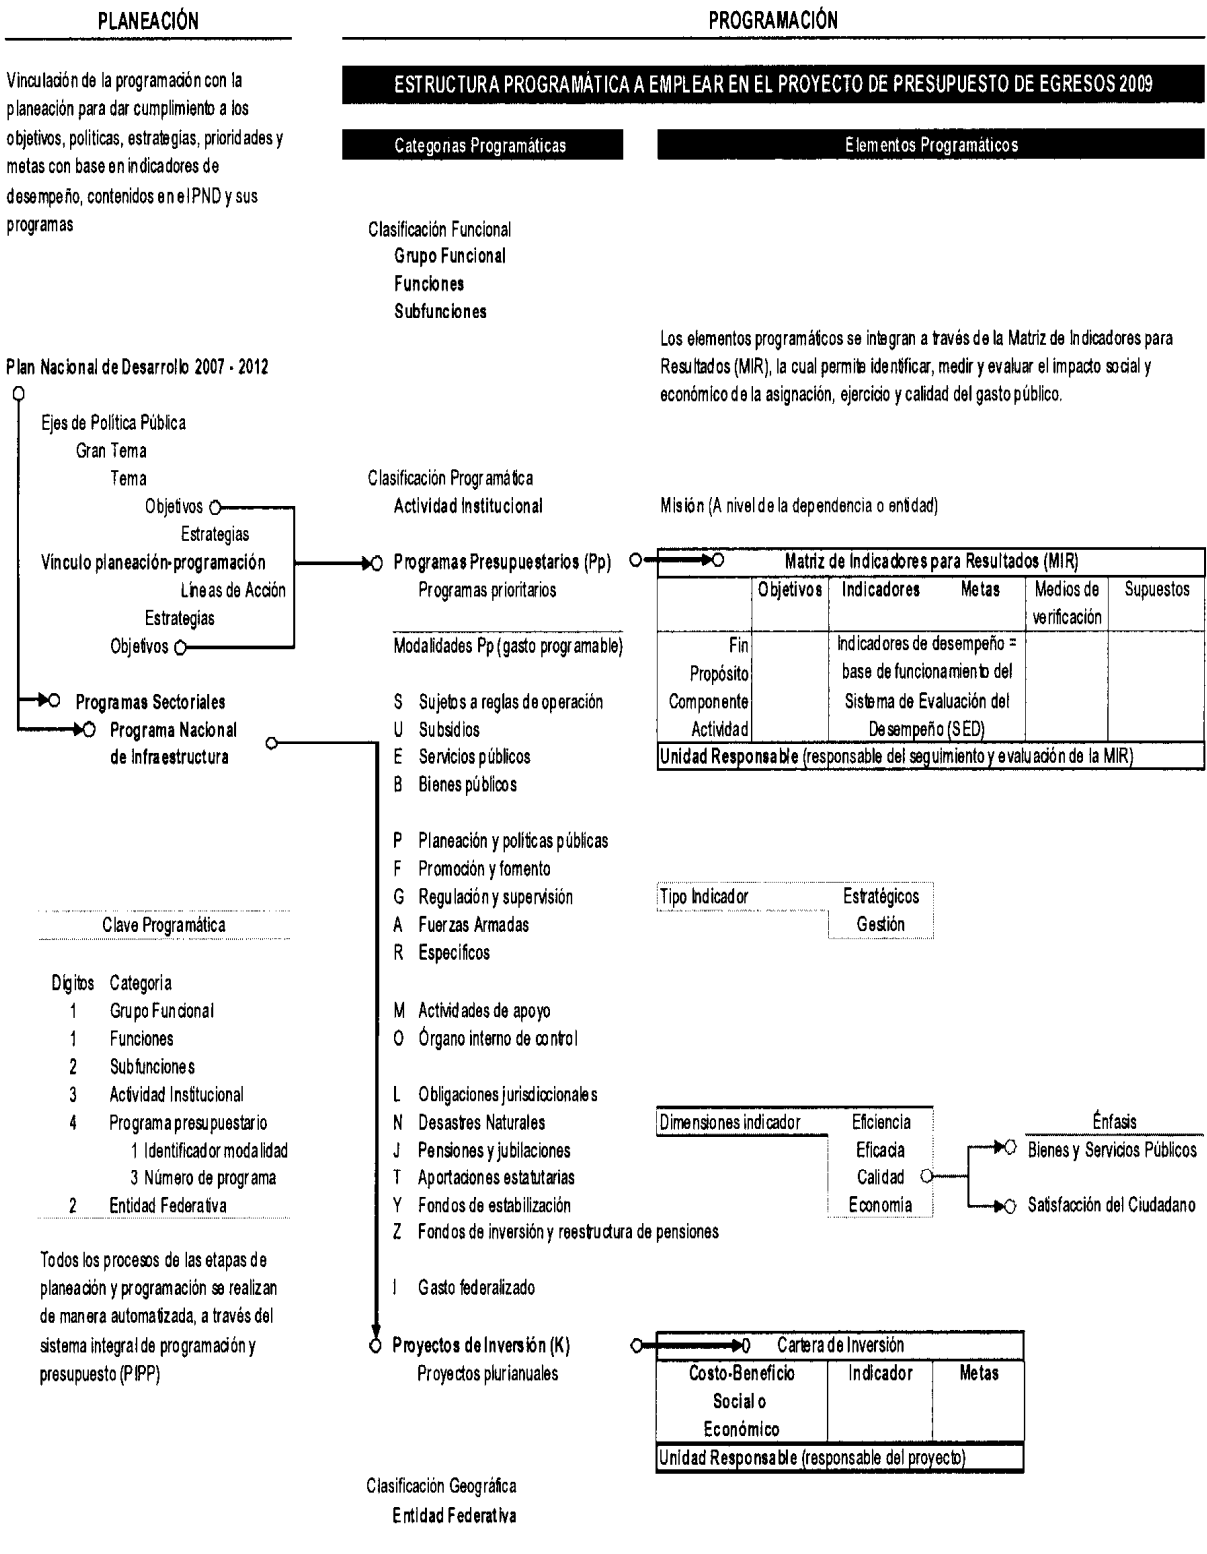 PLANEACIÓN
Vinculación de la programación con la
planeación para dar cumplimiento a los
objetivos, políticas, estrategias, prioridades y
metas con base en indicadores de
desempeño, contenidos en el PND y sus
programas
Plan Nacional de Desarrollo 2007 - 2012
Ejes de Política Pública
Gran Tema
Tema
Objetivos
Estrategias
Vínculo planeación-programación
Líneas de Acción
Estrategias
Objetivos
Programas Sectoriales
Programa Nacional
de Infraestructura
Clave Programática
Dígitos Categoría
1 Grupo Funcional
1 Funciones
2 Subfunciones
3 Actividad Institucional
4 Programa presupuestario
1 Identificador modalidad
3 Número de programa
2 Entidad Federativa
Todos los procesos de las etapas de
planeación y programación se realizan
de manera automatizada, a través del
sistema integral de programación y
presupuesto (PIPP)
PROGRAMACIÓN
ESTRUCTURA PROGRAMÁTICA A EMPLEAR EN EL PROYECTO DE PRESUPUESTO DE EGRESOS 2009
Categorias Programáticas
Clasificación Funcional
Grupo Funcional
Funciones
Subfunciones
Clasificación Programática
Actividad Institucional
Programas Presupuestarios (Pp)
Programas prioritarios
Modalidades Pp (gasto programable)
S Sujetos a reglas de operación
U Subsidios
E Servicios públicos
B Bienes públicos
P Planeación y políticas públicas
F Promoción y fomento
G Regulación y supervisión
A Fuerzas Armadas
R Especificos
M Actividades de apoyo
O Órgano interno de control
L Obligaciones jurisdiccionales
N Desastres Naturales
J Pensiones y jubilaciones
T Aportaciones estatutarias
Y Fondos de estabilización
Z Fondos de inversión y reestructura de pensiones
I Gasto federalizado
Proyectos de Inversión (K)
Proyectos plurianuales
Clasificación Geográfica
Entidad Federativa
Elementos Programáticos
Los elementos programáticos se integran a través de la Matriz de Indicadores para
Resultados (MIR), la cual permite identificar, medir y evaluar el impacto social y
económico de la asignación, ejercicio y calidad del gasto público.
Misión (A nivel de la dependencia o entidad)
Matriz de Indicadores para Resultados (MIR)
Objetivos Indicadores Metas Medios de Supuestos
verificación
Fin Indicadores de desempeño =
Propósito base de funcionamiento del
Componente Sistema de Evaluación del
Actividad Desempeño (SED)
Unidad Responsable (responsable del seguimiento y evaluación de la MIR)
Tipo Indicador Estratégicos
Gestión
Dimensiones indicador Eficiencia
Eficacia
Calidad
Economía
Énfasis
Bienes y Servicios Públicos
Satisfacción del Ciudadano
Cartera de Inversión
Costo-Beneficio Indicador Metas
Social o
Económico
Unidad Responsable (responsable del proyecto)